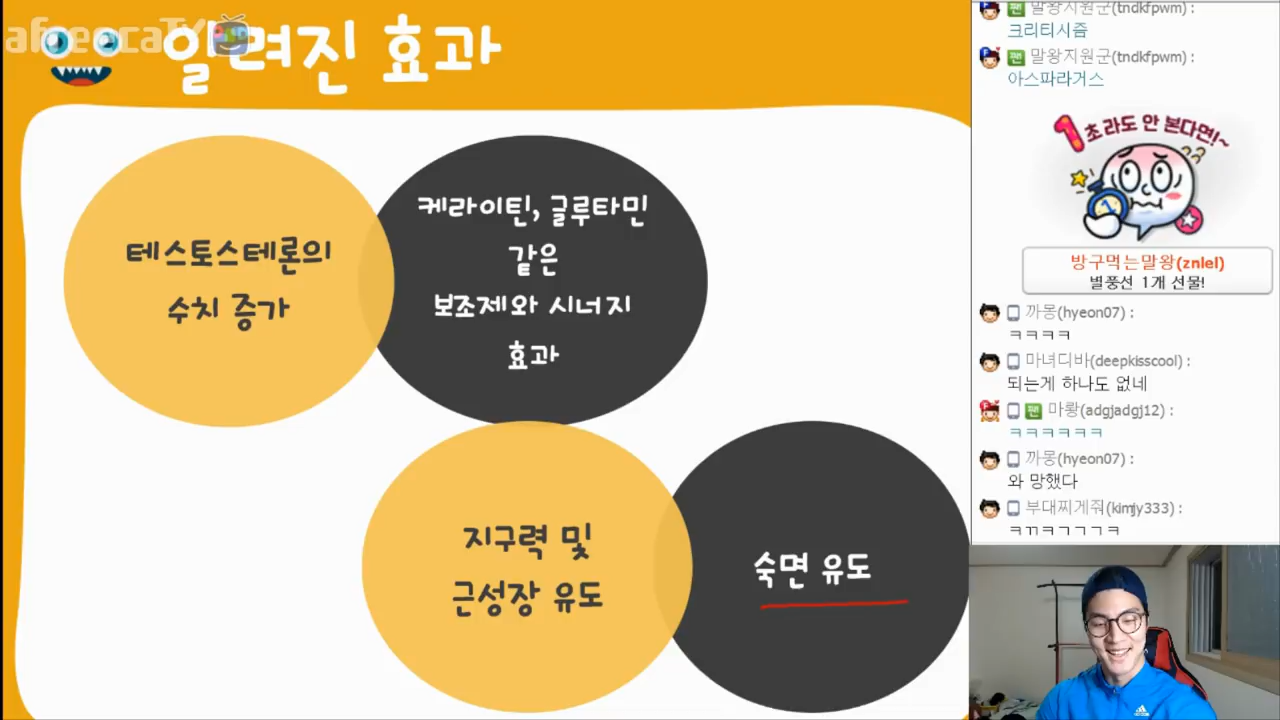 afreecaTV
알려진 효과
테스토스테론의
수치 증가
케라이틴, 글루타민
같은
보조제와 시너지
효과
지구력 및
근성장 유도
숙면 유도
팬 말왕지원군(tndkfpwm) :
크리티시즘
팬 말왕지원군(tndkfpwm) :
아스파라거스
1초라도 안 본다면!~
방구먹는말왕(znlel)
별풍선 1개 선물!
까몽(hyeon07) :
ㅋㅋㅋㅋ
마녀디바(deepkisscool) :
되는게 하나도 없네
팬 마뢋(adgjadgj12) :
ㅋㅋㅋㅋㅋㅋ
까몽(hyeon07) :
와 망했다
부대찌게줘(kimjy333) :
ㅋㄲㅋㄱㄱㄱㅋ